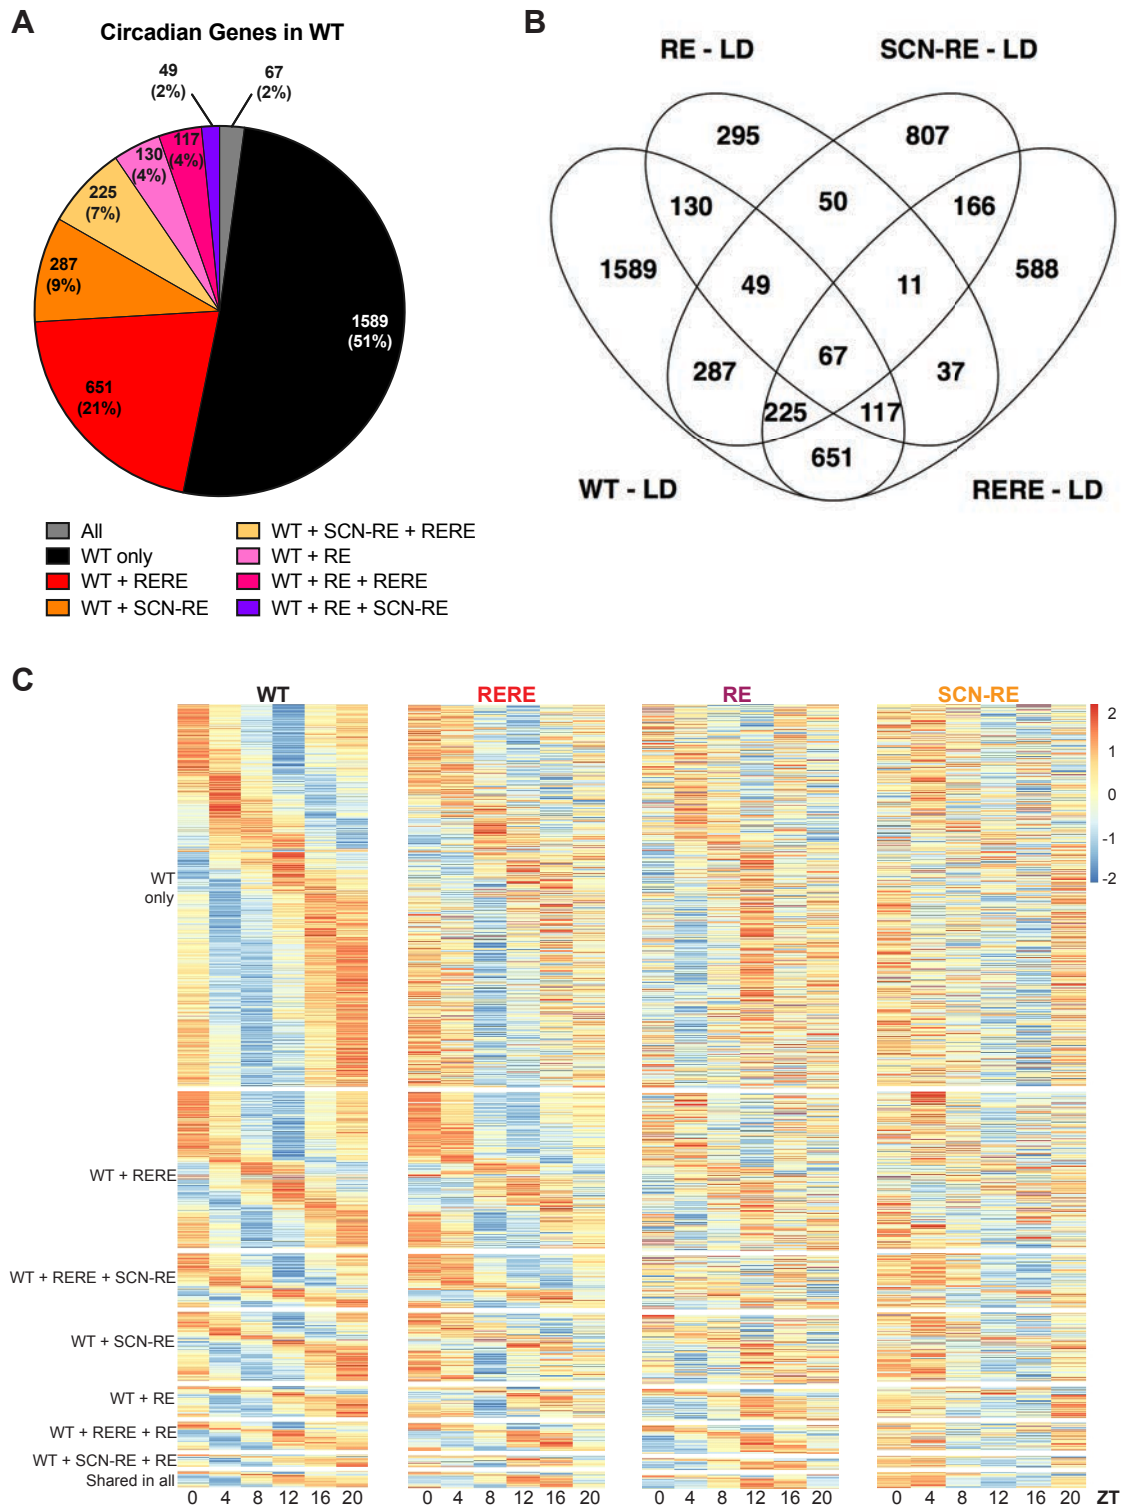 A
Circadian Genes in WT
49
(2%)
67
(2%)
117
(4%)
130
(4%)
225
(7%)
287
(9%)
1589
(51%)
651
(21%)
All
WT only
WT + RERE
WT + SCN-RE
WT + SCN-RE + RERE
WT + RE
WT + RE + RERE
WT + RE + SCN-RE
B
RE - LD
SCN-RE - LD
295
807
130
50
166
1589
49
11
588
287
67
37
225
117
651
WT - LD
RERE - LD
C
WT
RERE
RE
SCN-RE
2
1
0
-1
-2
WT
only
WT + RERE
WT + RERE + SCN-RE
WT + SCN-RE
WT + RE
WT + RERE + RE
WT + SCN-RE + RE
Shared in all
0 4 8 12 16 20
0 4 8 12 16 20
0 4 8 12 16 20
0 4 8 12 16 20
ZT